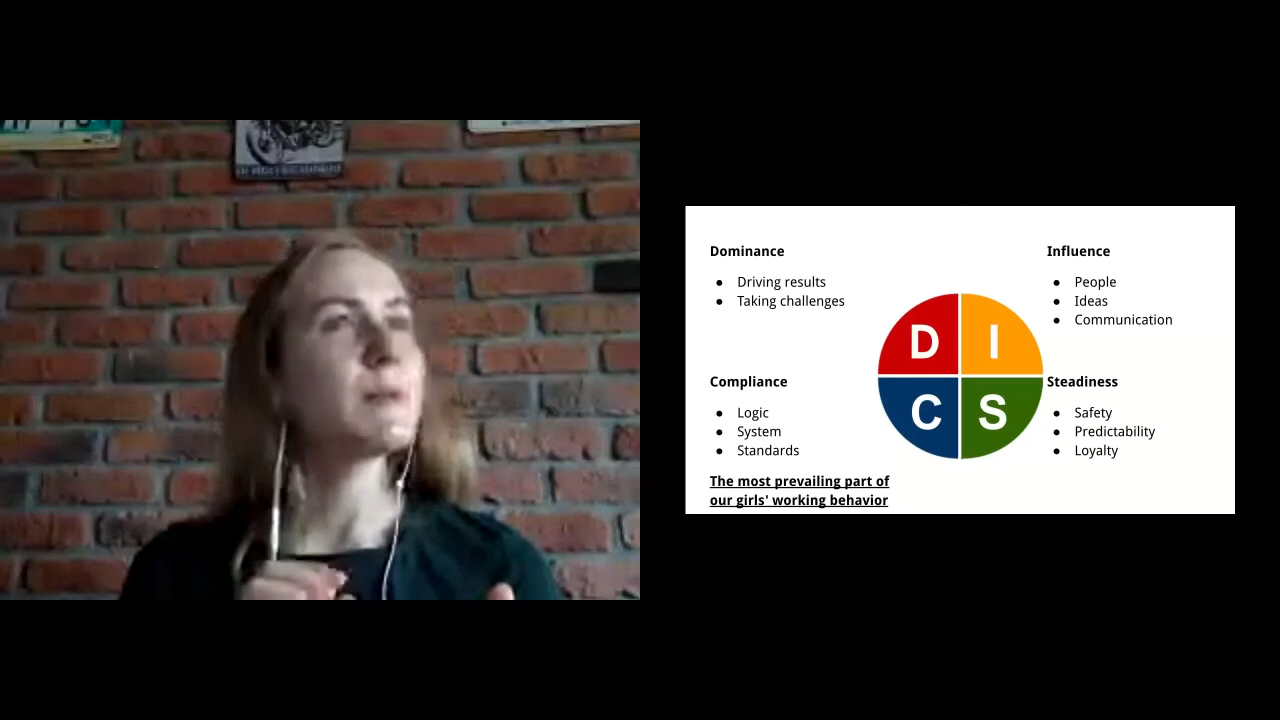 Dominance
● Driving results
● Taking challenges
Influence
● People
● Ideas
● Communication
D I
C S
Compliance
● Logic
● System
● Standards
Steadiness
● Safety
● Predictability
● Loyalty
The most prevailing part of
our girls' working behavior